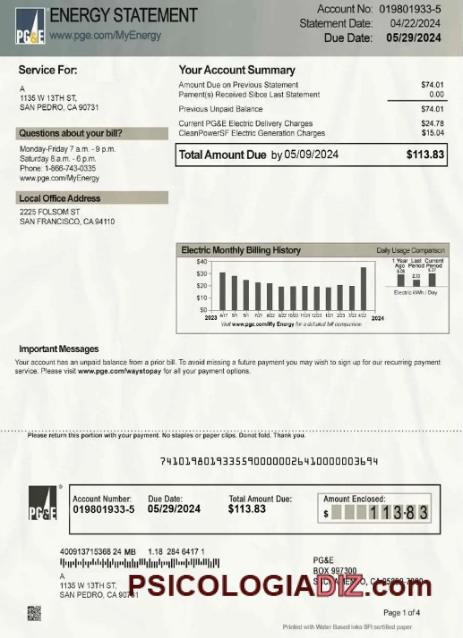 PG&E
ENERGY STATEMENT
www.pge.com/MyEnergy
Account No: 019801933-5
Statement Date: 04/22/2024
Due Date: 05/29/2024
Service For:
A
1135 W 13TH ST,
SAN PEDRO, CA 90731
Questions about your bill?
Monday-Friday 7 a.m. - 9 p.m.
Saturday 8 a.m. - 6 p.m.
Phone: 1-866-743-0335
www.pge.com/MyEnergy
Local Office Address
2225 FOLSOM ST
SAN FRANCISCO, CA 94110
Your Account Summary
Amount Due on Previous Statement $74.01
Pament(s) Received Sibce Last Statement 0.00
Previous Unpaid Balance $74.01
Current PG&E Electric Delivery Charges $24.78
CleanPowerSF Electric Generation Charges $15.04
Total Amount Due by 05/09/2024 $113.83
Electric Monthly Billing History
Daily Usage Comparison
$40
$30
$20
$10
$0
2023
2024
Visit www.pge.com/My Energy for a detailed bill comparison
1 Year Ago
Last Period
Current Period
Electric kWh / Day
Important Messages
Your account has an unpaid balance from a prior bill. To avoid missing a future payment you may wish to sign up for our recurring payment
service. Please visit www.pge.com/waystopay for all your payment options.
Please return this portion with your payment. No staples or paper clips. Donot fold. Thank you.
741019801933559000000026410000003694
PG&E
Account Number: Due Date: Total Amount Due: Amount Enclosed:
019801933-5 05/29/2024 $113.83 $ 113.83
400913715368 24 MB 1.18 284 6417 1
A
1135 W 13TH ST,
SAN PEDRO, CA 90731
PG&E
BOX 997300
PSICOLOGIADIZ.com
Page 1 of 4
Printed with Water Based Inks SFI certified paper